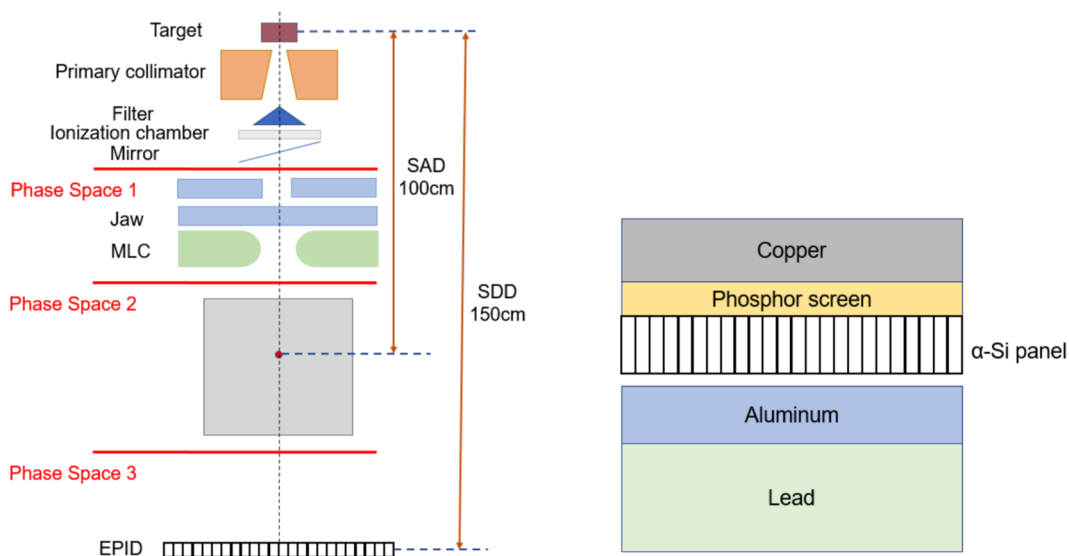 Target
Primary collimator
Filter
Ionization chamber
Mirror
Phase Space 1
Jaw
MLC
Phase Space 2
Phase Space 3
EPID
SAD
100cm
SDD
150cm
Copper
Phosphor screen
α-Si panel
Aluminum
Lead